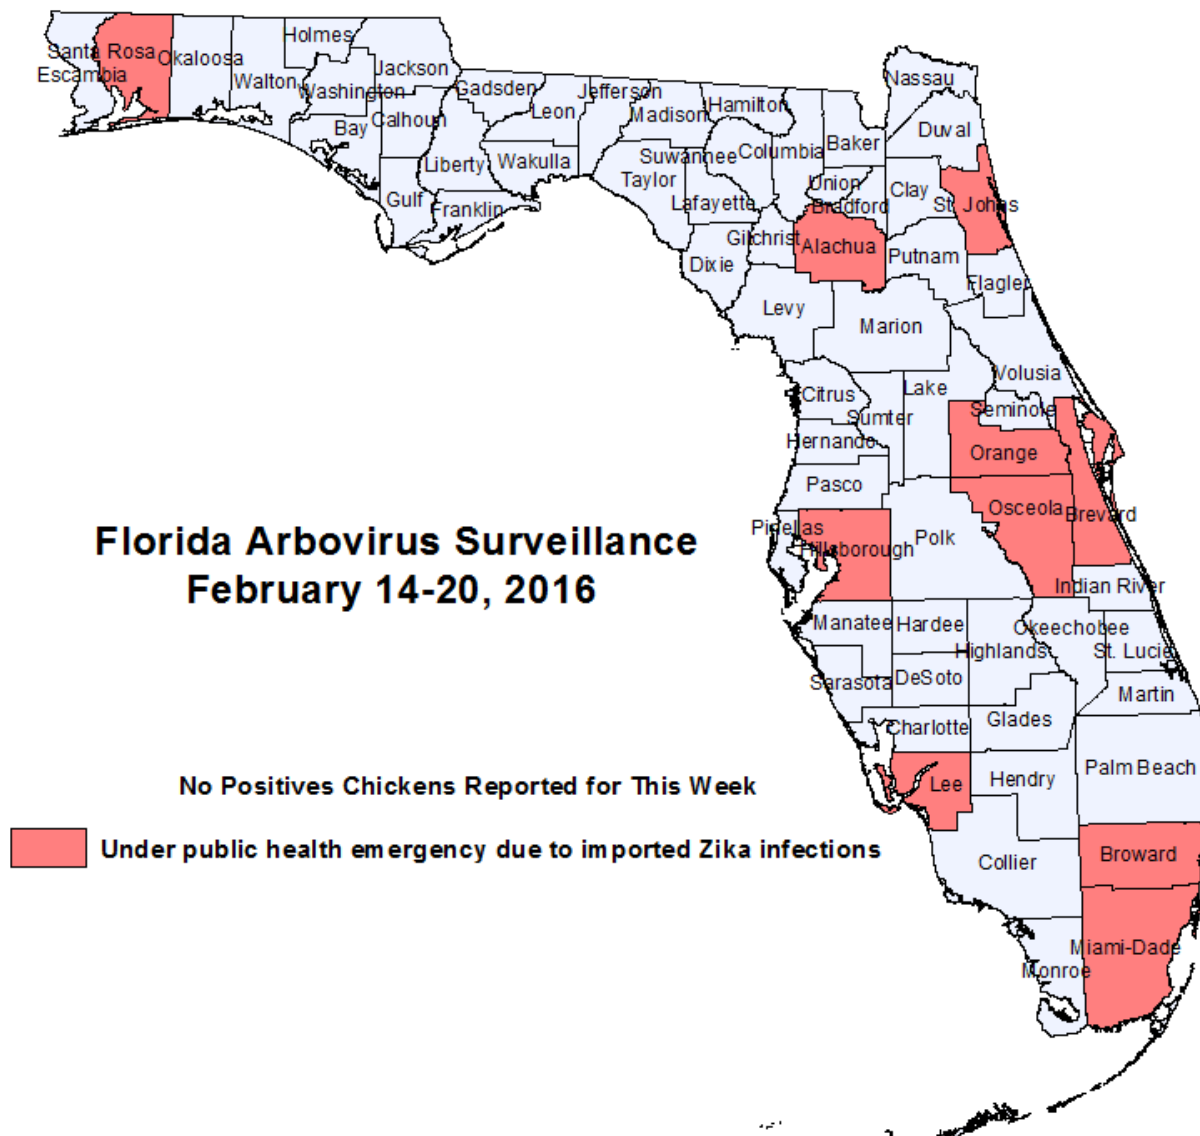 Holmes
Santa Rosa
Okaloosa
Escambia
Walton
Jackson
Washington
Gadsden
Jefferson
Nassau
Hamilton
Leon
Madison
Calhoun
Bay
Duval
Baker
Columbia
Suwannee
Liberty
Wakulla
Taylor
Union
Clay
Lafayette
Bradford
St. Johns
Gulf
Franklin
Gilchrist
Alachua
Putnam
Dixie
Flagler
Levy
Marion
Volusia
Citrus
Lake
Sumter
Seminole
Hernando
Orange
Pasco
Osceola
Brevard
Pinellas
Hillsborough
Polk
Florida Arbovirus Surveillance
February 14-20, 2016
Indian River
Manatee
Hardee
Okeechobee
Highlands
St. Lucie
Sarasota
DeSoto
Martin
Charlotte
Glades
Palm Beach
Hendry
Lee
No Positives Chickens Reported for This Week
Under public health emergency due to imported Zika infections
Broward
Collier
Miami-Dade
Monroe